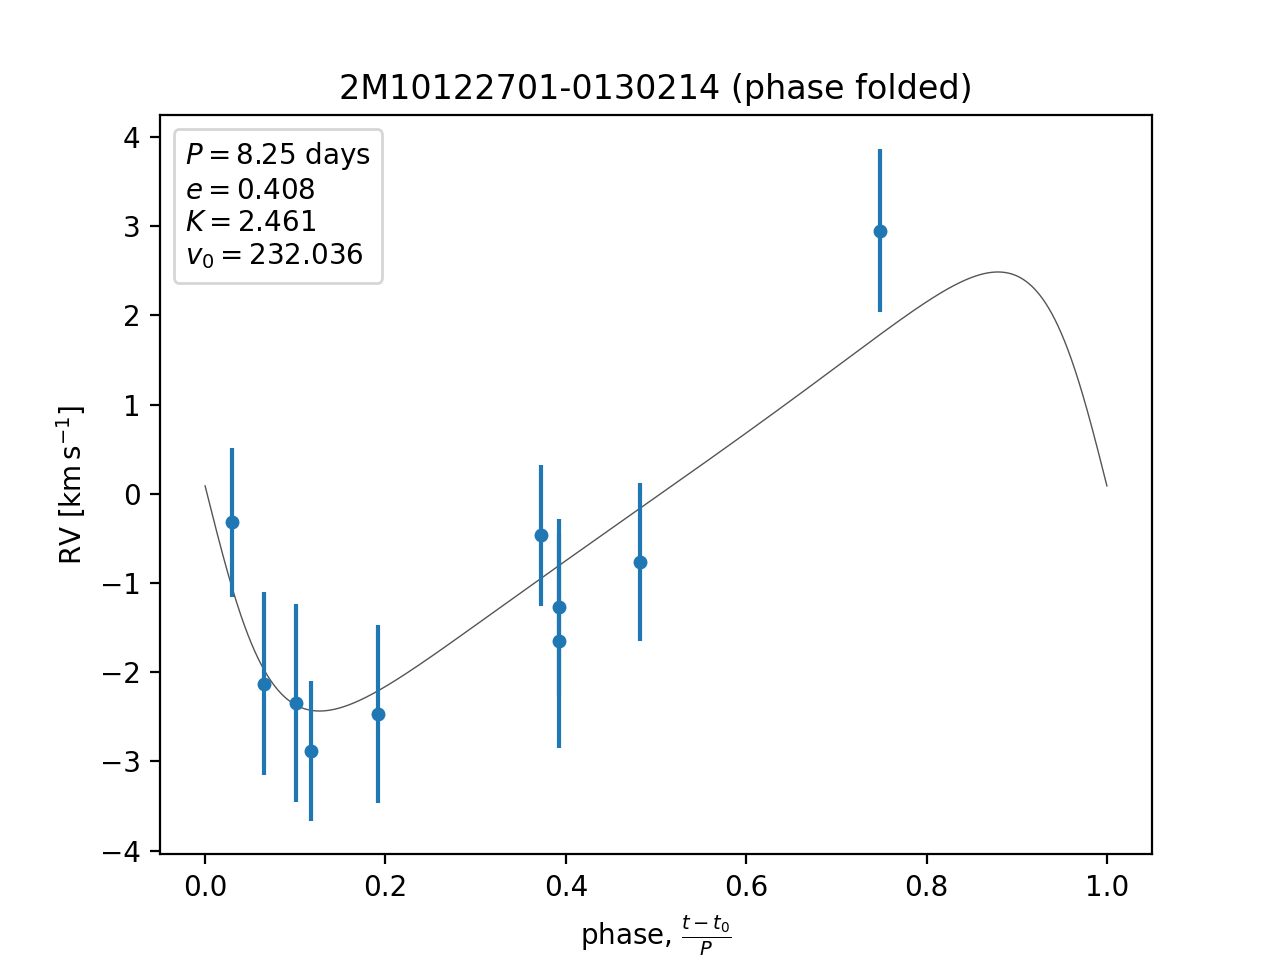 2M10122701-0130214 (phase folded)
P = 8.25 days
e = 0.408
K = 2.461
v₀ = 232.036
4
3
2
1
0
−1
−2
−3
−4
RV [km s⁻¹]
0.0 0.2 0.4 0.6 0.8 1.0
phase, (t − t₀)/P